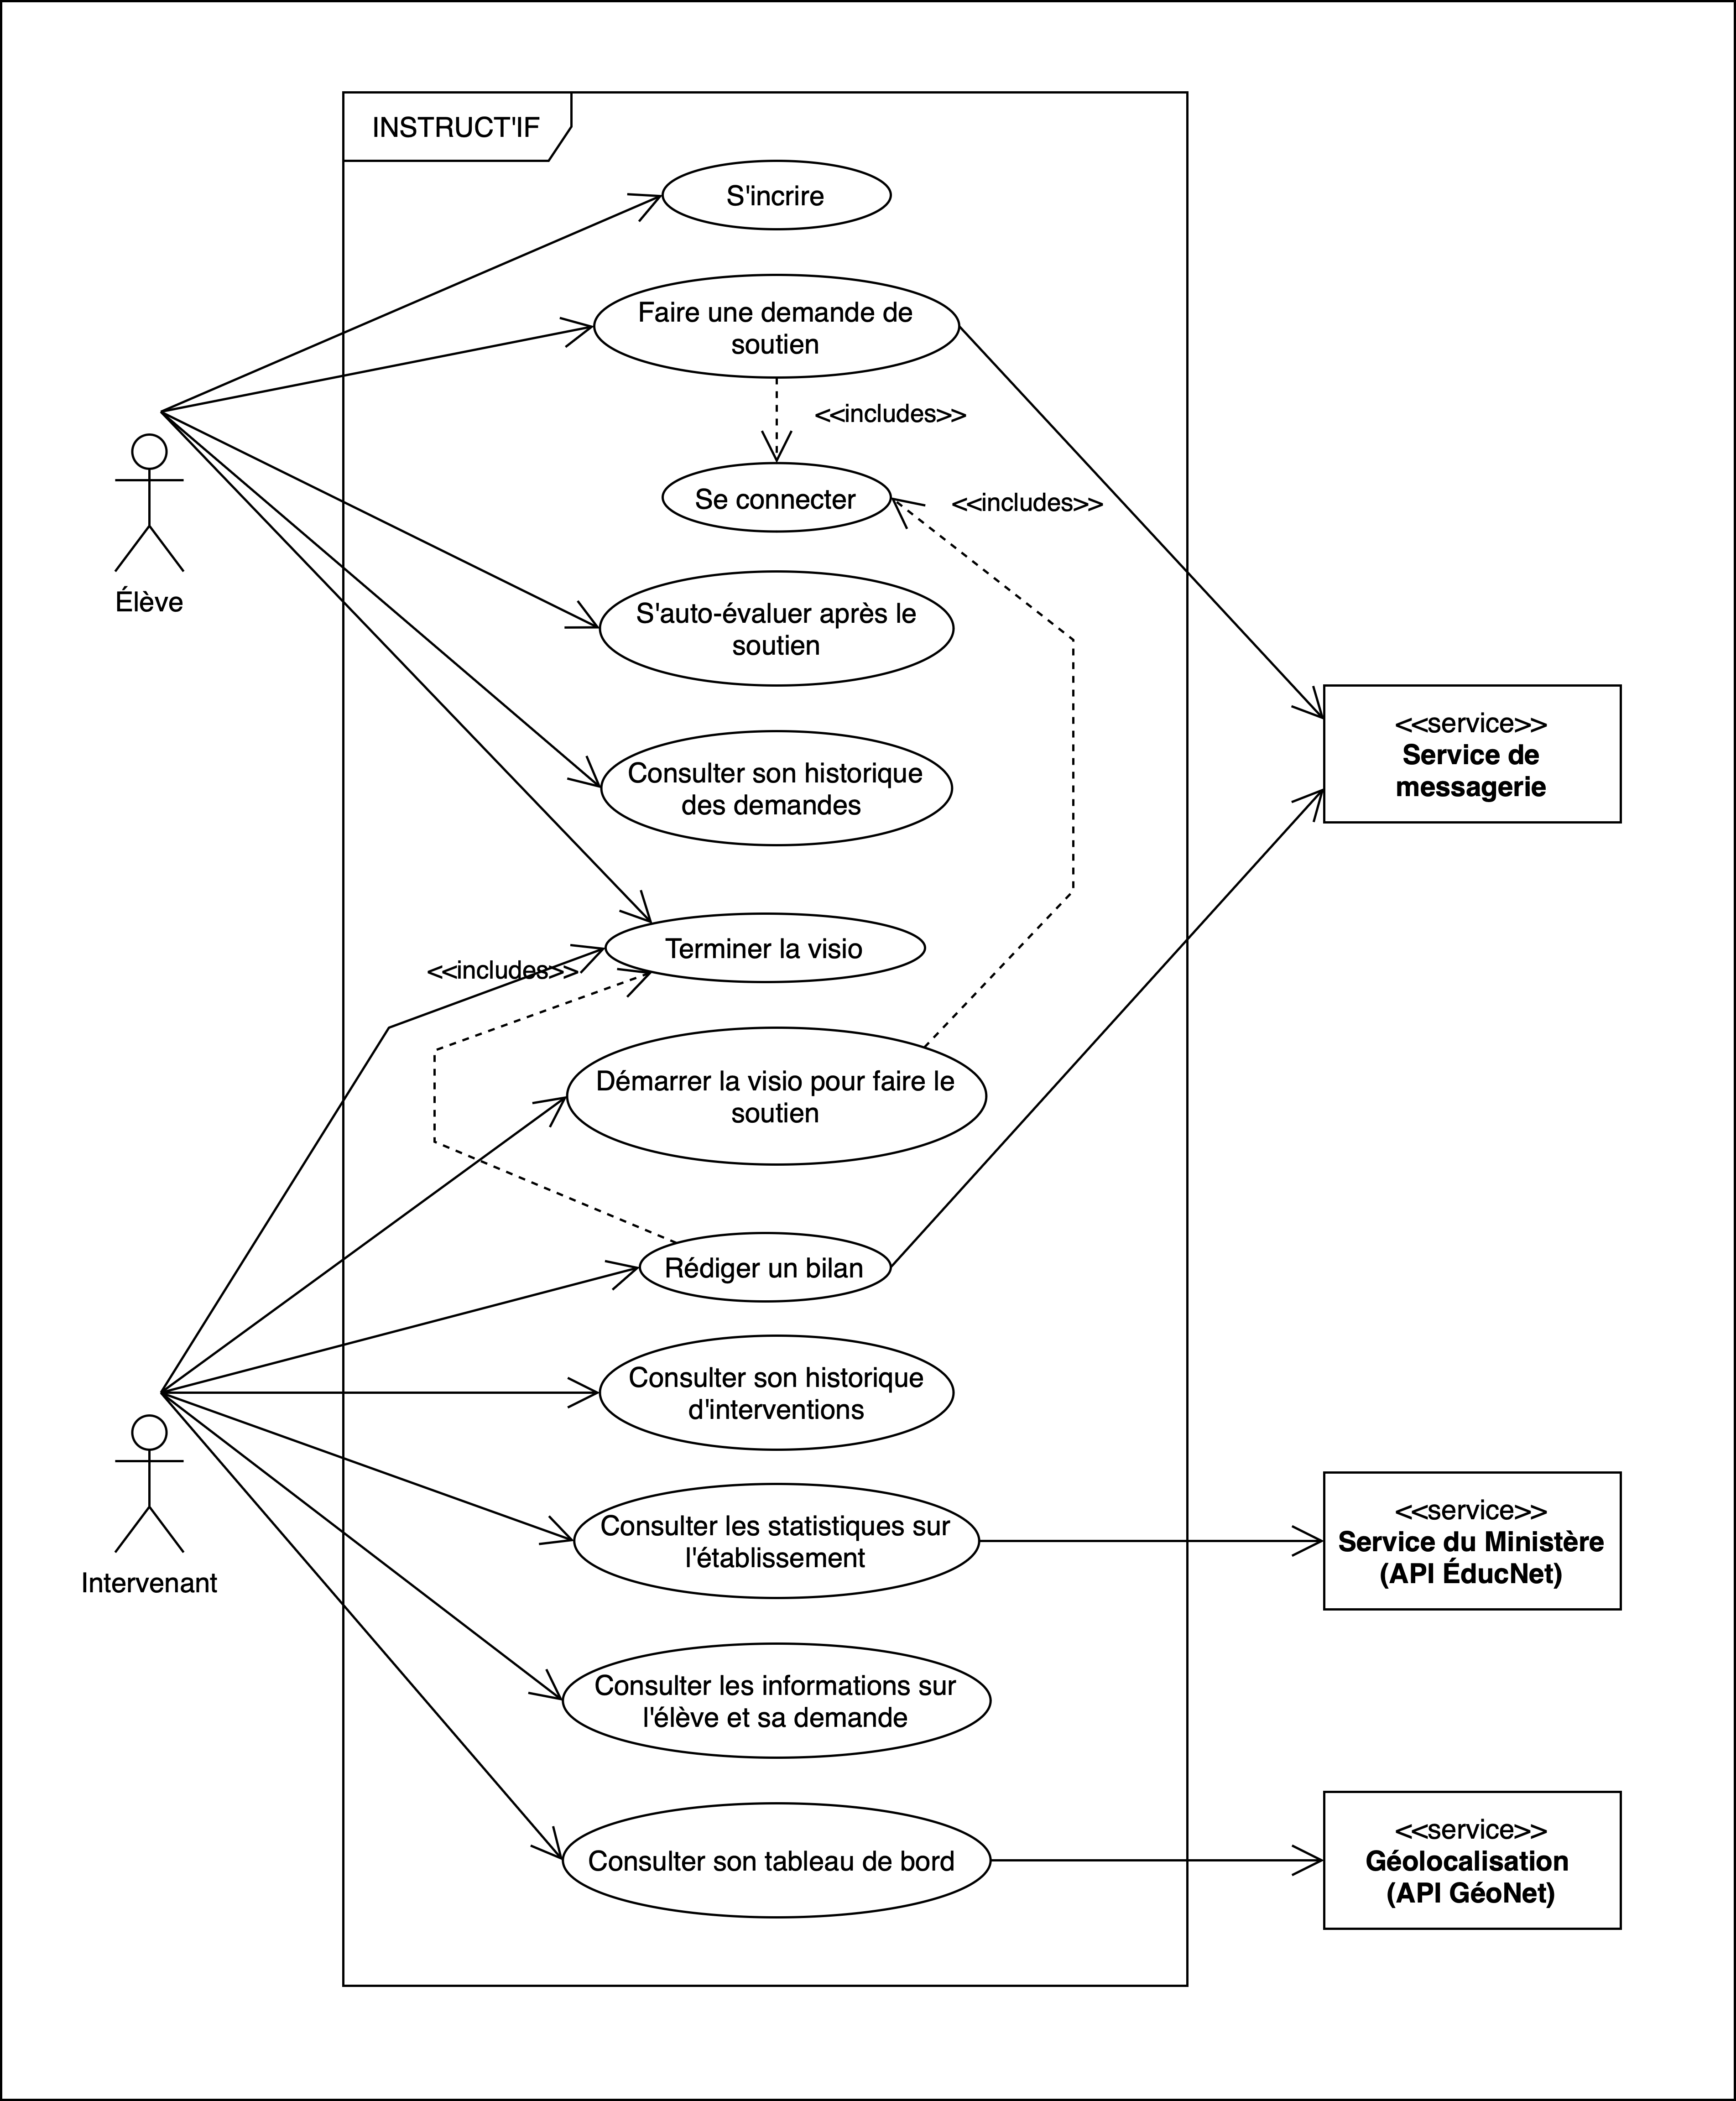 INSTRUCT'IF
S'incrire
Faire une demande de
soutien
<<includes>>
Se connecter
<<includes>>
Élève
S'auto-évaluer après le
soutien
<<service>>
Service de
messagerie
Consulter son historique
des demandes
Terminer la visio
<<includes>>
Démarrer la visio pour faire le
soutien
Rédiger un bilan
Consulter son historique
d'interventions
Intervenant
Consulter les statistiques sur
l'établissement
<<service>>
Service du Ministère
(API ÉducNet)
Consulter les informations sur
l'élève et sa demande
Consulter son tableau de bord
<<service>>
Géolocalisation
(API GéoNet)